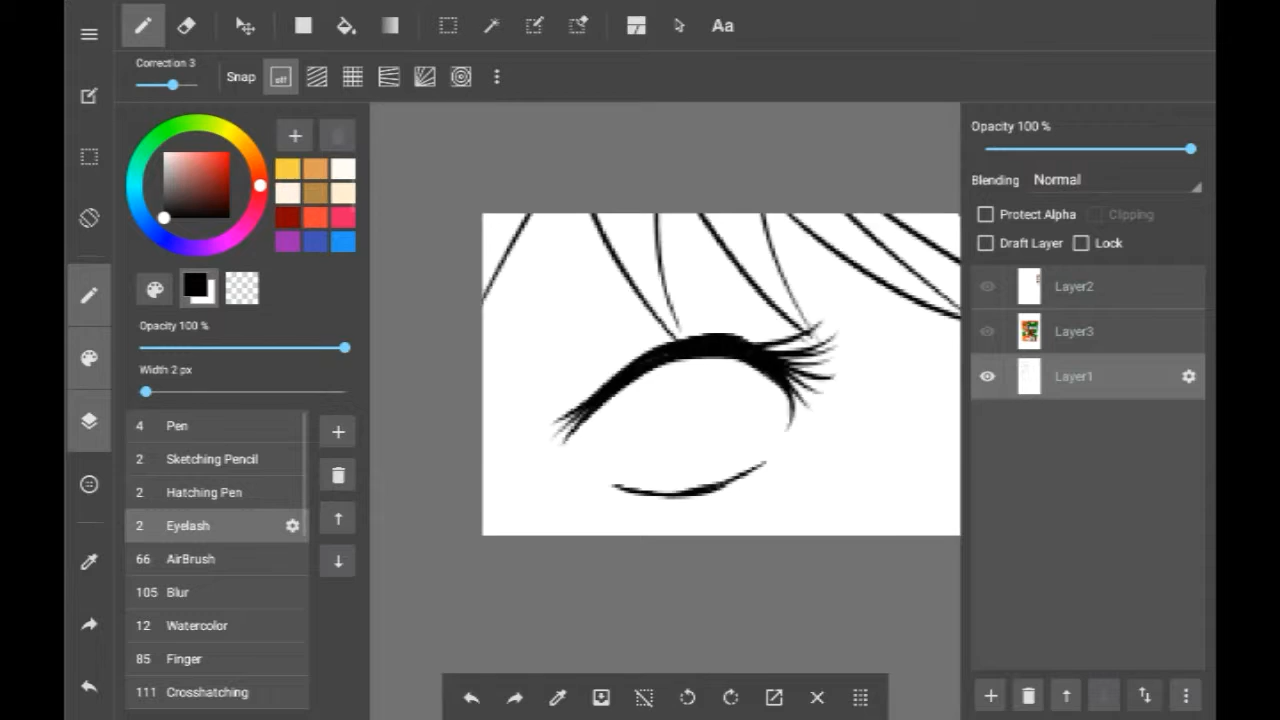 Aa
Correction 3
Snap
off
Opacity 100 %
Width 2 px
4 Pen
2 Sketching Pencil
2 Hatching Pen
2 Eyelash
66 AirBrush
105 Blur
12 Watercolor
85 Finger
111 Crosshatching
Opacity 100 %
Blending Normal
Protect Alpha Clipping
Draft Layer Lock
Layer2
Layer3
Layer1